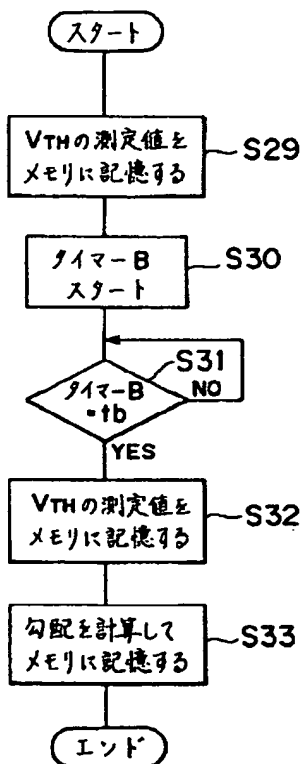 スタート
VTHの測定値を
メモリに記憶する
S29
タイマーB
スタート
S30
S31
タイマーB
=tb
NO
YES
VTHの測定値を
メモリに記憶する
S32
勾配を計算して
メモリに記憶する
S33
エンド